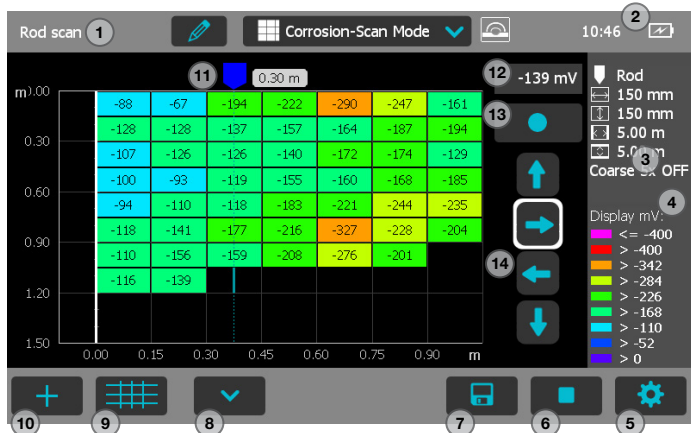 Rod scan 1
Corrosion-Scan Mode
10:46
2
11
0.30 m
12
-139 mV
Rod
150 mm
150 mm
5.00 m
5.00 m
3
Coarse 5x OFF
13
m
0.00
0.30
0.60
0.90
1.20
1.50
-88 -67 -194 -222 -290 -247 -161
-128 -128 -137 -157 -164 -187 -194
-107 -126 -126 -140 -172 -174 -129
-100 -93 -119 -155 -160 -168 -185
-94 -110 -118 -183 -221 -244 -235
-118 -141 -177 -216 -327 -228 -204
-110 -156 -159 -208 -276 -201
-116 -139
0.00 0.15 0.30 0.45 0.60 0.75 0.90 m
14
4
Display mV:
<= -400
> -400
> -342
> -284
> -226
> -168
> -110
> -52
> 0
10 9 8 7 6 5